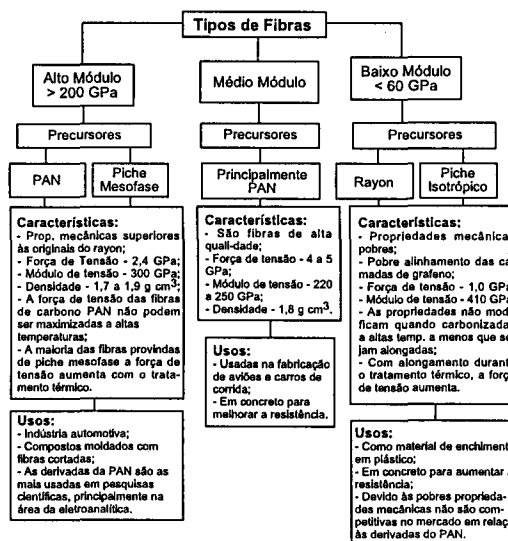 Tipos de Fibras
Alto Módulo
> 200 GPa
Precursores
PAN
Piche
Mesofase
Características:
- Prop. mecânicas superiores
às originais do rayon;
- Força de Tensão - 2,4 GPa;
- Módulo de tensão - 300 GPa;
- Densidade - 1,7 a 1,9 g cm³;
- A força de tensão das fibras
de carbono PAN não podem
ser maximizadas a altas
temperaturas;
- A maioria das fibras provindas
de piche mesofase a força de
tensão aumenta com o trata-
mento térmico.
Usos:
- Indústria automotiva;
- Compostos moldados com
fibras cortadas;
- As derivadas da PAN são as
mais usadas em pesquisas
científicas, principalmente na
área da eletroanalítica.
Médio Módulo
Precursores
Principalmente
PAN
Características:
- São fibras de alta
quali-dade;
- Força de tensão - 4 a 5
GPa;
- Módulo de tensão - 220
a 250 GPa;
- Densidade - 1,8 g cm³.
Usos:
- Usadas na fabricação
de aviões e carros de
corrida;
- Em concreto para
melhorar a resistência.
Baixo Módulo
< 60 GPa
Precursores
Rayon
Piche
Isotrópico
Características:
- Propriedades mecânica
pobres;
- Pobre alinhamento das ca
madas de grafeno;
- Força de tensão - 1,0 GPa
- Módulo de tensão - 410 GPa
- As propriedades não mod
ficam quando carbonizada
a altas temp. a menos que se
jam alongadas;
- Com alongamento durant
o tratamento térmico, a forç
de tensão aumenta.
Usos:
- Como material de enchiment
em plástico;
- Em concreto para aumentar
resistência;
- Devido às pobres proprieda-
des mecânicas não são com-
petitivas no mercado em relaç
às derivadas do PAN.